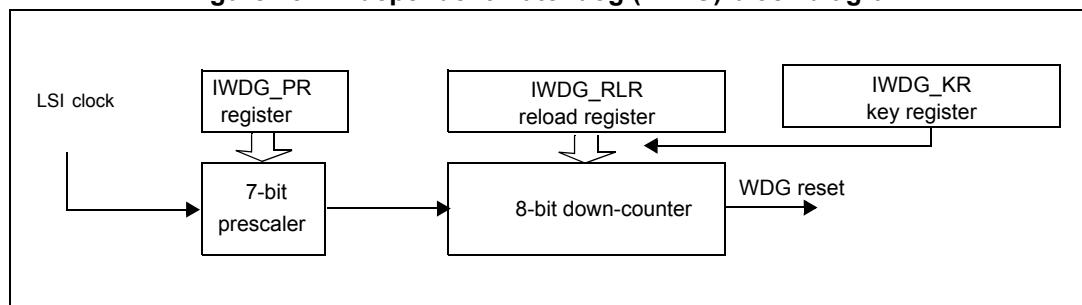 LSI clock
IWDG_PR
register
IWDG_RLR
reload register
IWDG_KR
key register
7-bit
prescaler
8-bit down-counter
WDG reset